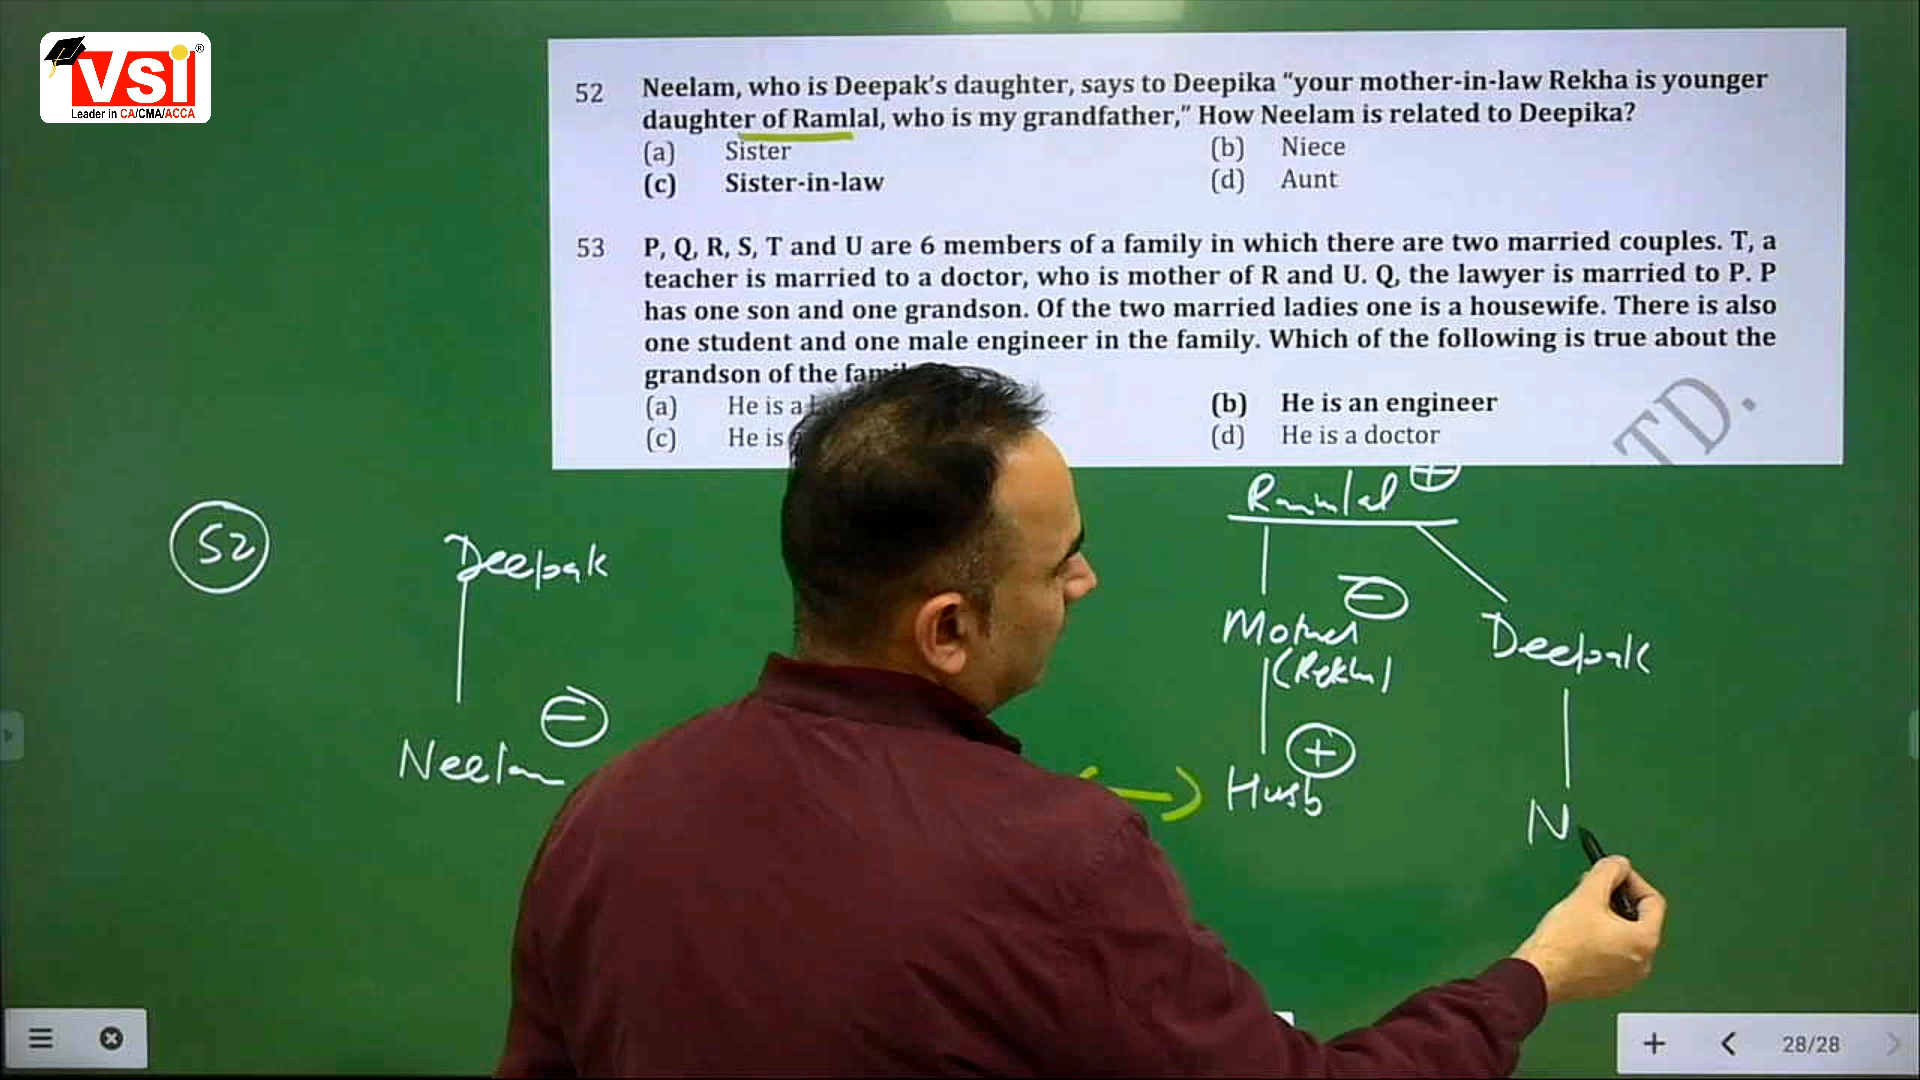 VSI®
Leader in CA/CMA/ACCA
52 Neelam, who is Deepak's daughter, says to Deepika “your mother-in-law Rekha is younger
daughter of Ramlal, who is my grandfather,” How Neelam is related to Deepika?
(a) Sister (b) Niece
(c) Sister-in-law (d) Aunt
53 P, Q, R, S, T and U are 6 members of a family in which there are two married couples. T, a
teacher is married to a doctor, who is mother of R and U. Q, the lawyer is married to P. P
has one son and one grandson. Of the two married ladies one is a housewife. There is also
one student and one male engineer in the family. Which of the following is true about the
grandson of the
(a) He is a (b) He is an engineer
(c) He is (d) He is a doctor
TD.
52
Deepak
Neelam
Ramlal
Mother
(Rekha)
Deepak
Husb
N
28/28